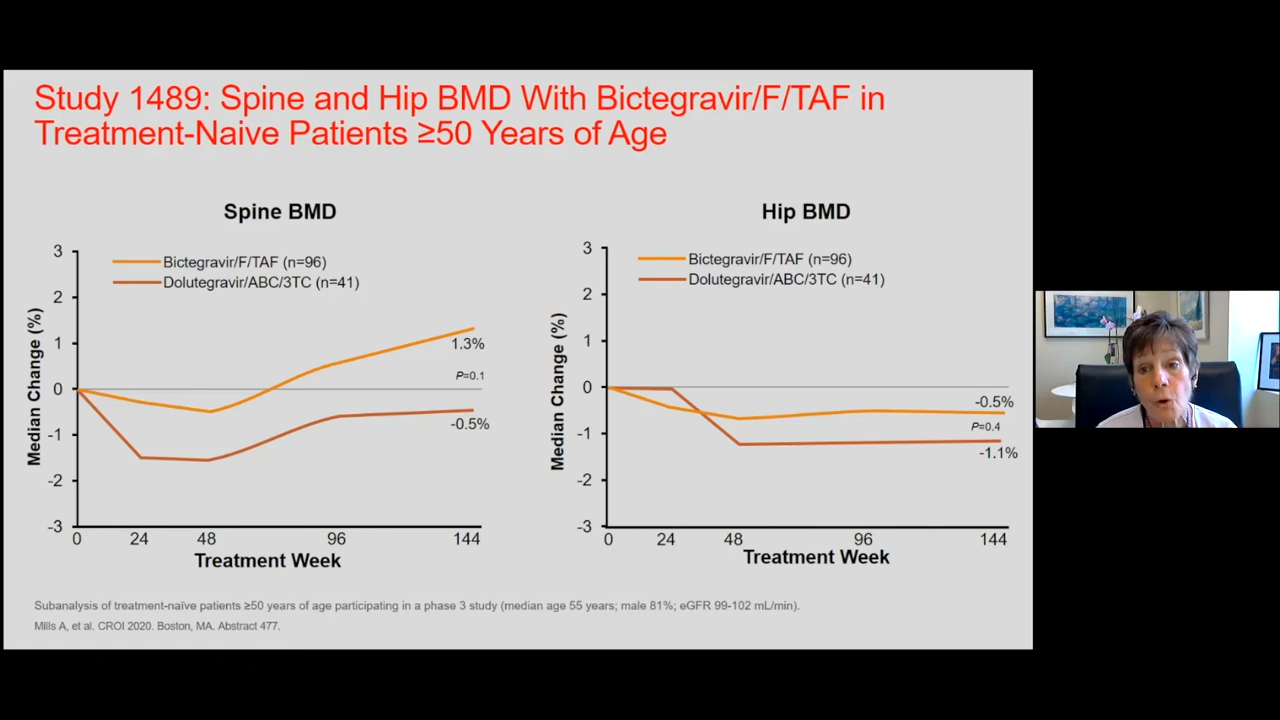 Study 1489: Spine and Hip BMD With Bictegravir/F/TAF in
Treatment-Naive Patients ≥50 Years of Age
Spine BMD
3
2
1
0
-1
-2
-3
Median Change (%)
Bictegravir/F/TAF (n=96)
Dolutegravir/ABC/3TC (n=41)
1.3%
P=0.1
-0.5%
0 24 48 96 144
Treatment Week
Hip BMD
3
2
1
0
-1
-2
-3
Median Change (%)
Bictegravir/F/TAF (n=96)
Dolutegravir/ABC/3TC (n=41)
-0.5%
P=0.4
-1.1%
0 24 48 96 144
Treatment Week
Subanalysis of treatment-naïve patients ≥50 years of age participating in a phase 3 study (median age 55 years; male 81%; eGFR 99-102 mL/min).
Mills A, et al. CROI 2020. Boston, MA. Abstract 477.